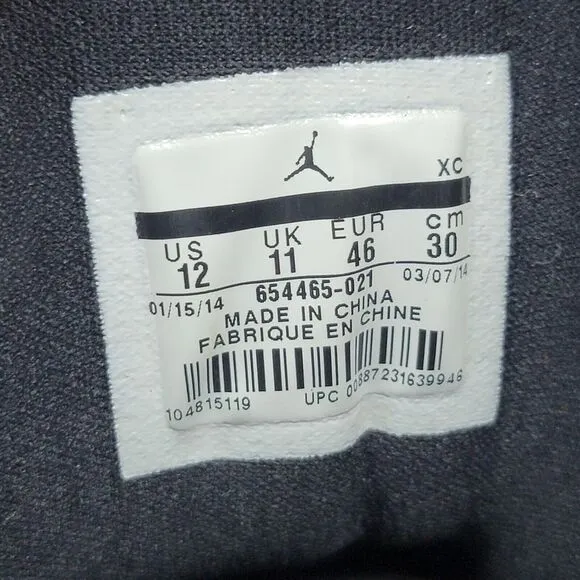 XC
US UK EUR cm
12 11 46 30
01/15/14 654465-021 03/07/14
MADE IN CHINA
FABRIQUE EN CHINE
104815119 UPC 00887231639946